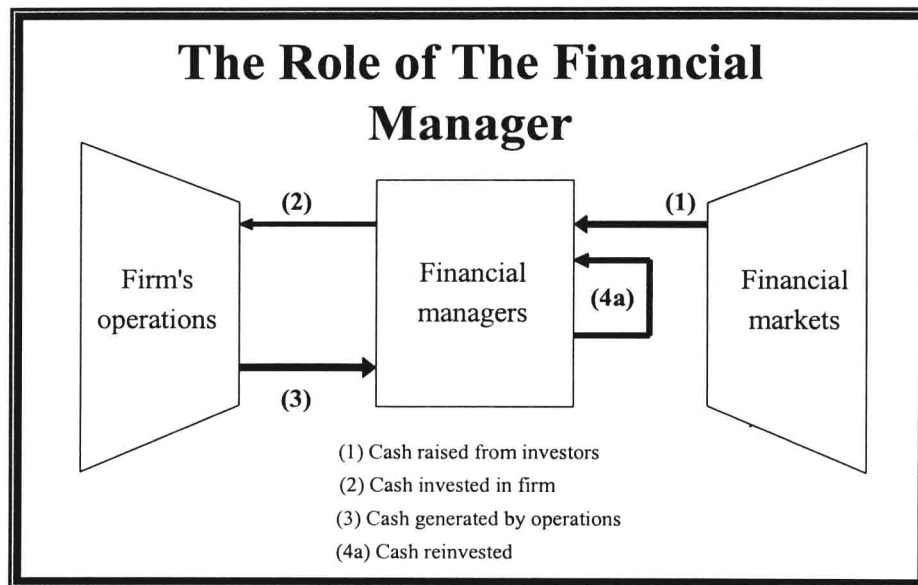 The Role of The Financial
Manager
(2)
(1)
Firm's
operations
Financial
managers
(4a)
Financial
markets
(3)
(1) Cash raised from investors
(2) Cash invested in firm
(3) Cash generated by operations
(4a) Cash reinvested